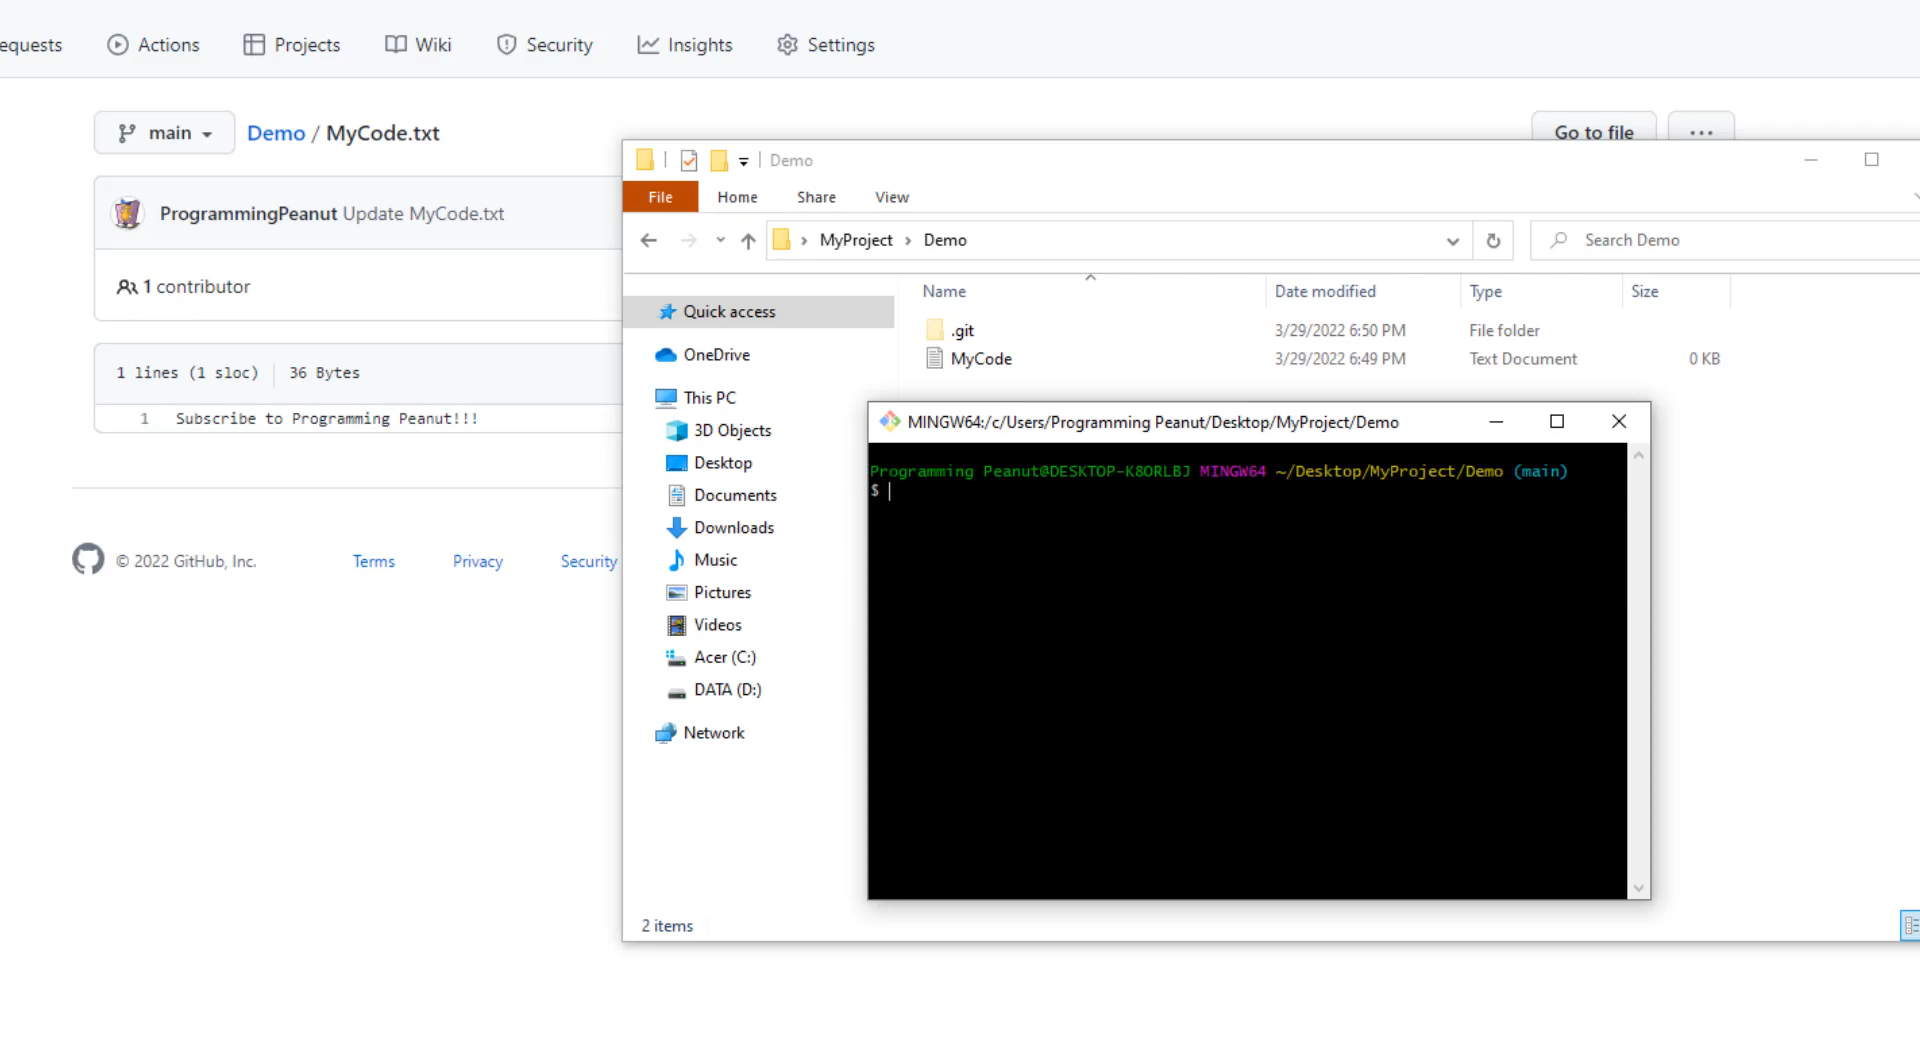 equests Actions Projects Wiki Security Insights Settings
main Demo / MyCode.txt Go to file ...
ProgrammingPeanut Update MyCode.txt
1 contributor
1 lines (1 sloc) 36 Bytes
1 Subscribe to Programming Peanut!!!
© 2022 GitHub, Inc. Terms Privacy Security
Demo
File Home Share View
MyProject Demo Search Demo
Name Date modified Type Size
.git 3/29/2022 6:50 PM File folder
MyCode 3/29/2022 6:49 PM Text Document 0 KB
Quick access
OneDrive
This PC
3D Objects
Desktop
Documents
Downloads
Music
Pictures
Videos
Acer (C:)
DATA (D:)
Network
2 items
MINGW64:/c/Users/Programming Peanut/Desktop/MyProject/Demo
Programming Peanut@DESKTOP-K8ORLBJ MINGW64 ~/Desktop/MyProject/Demo (main)
$